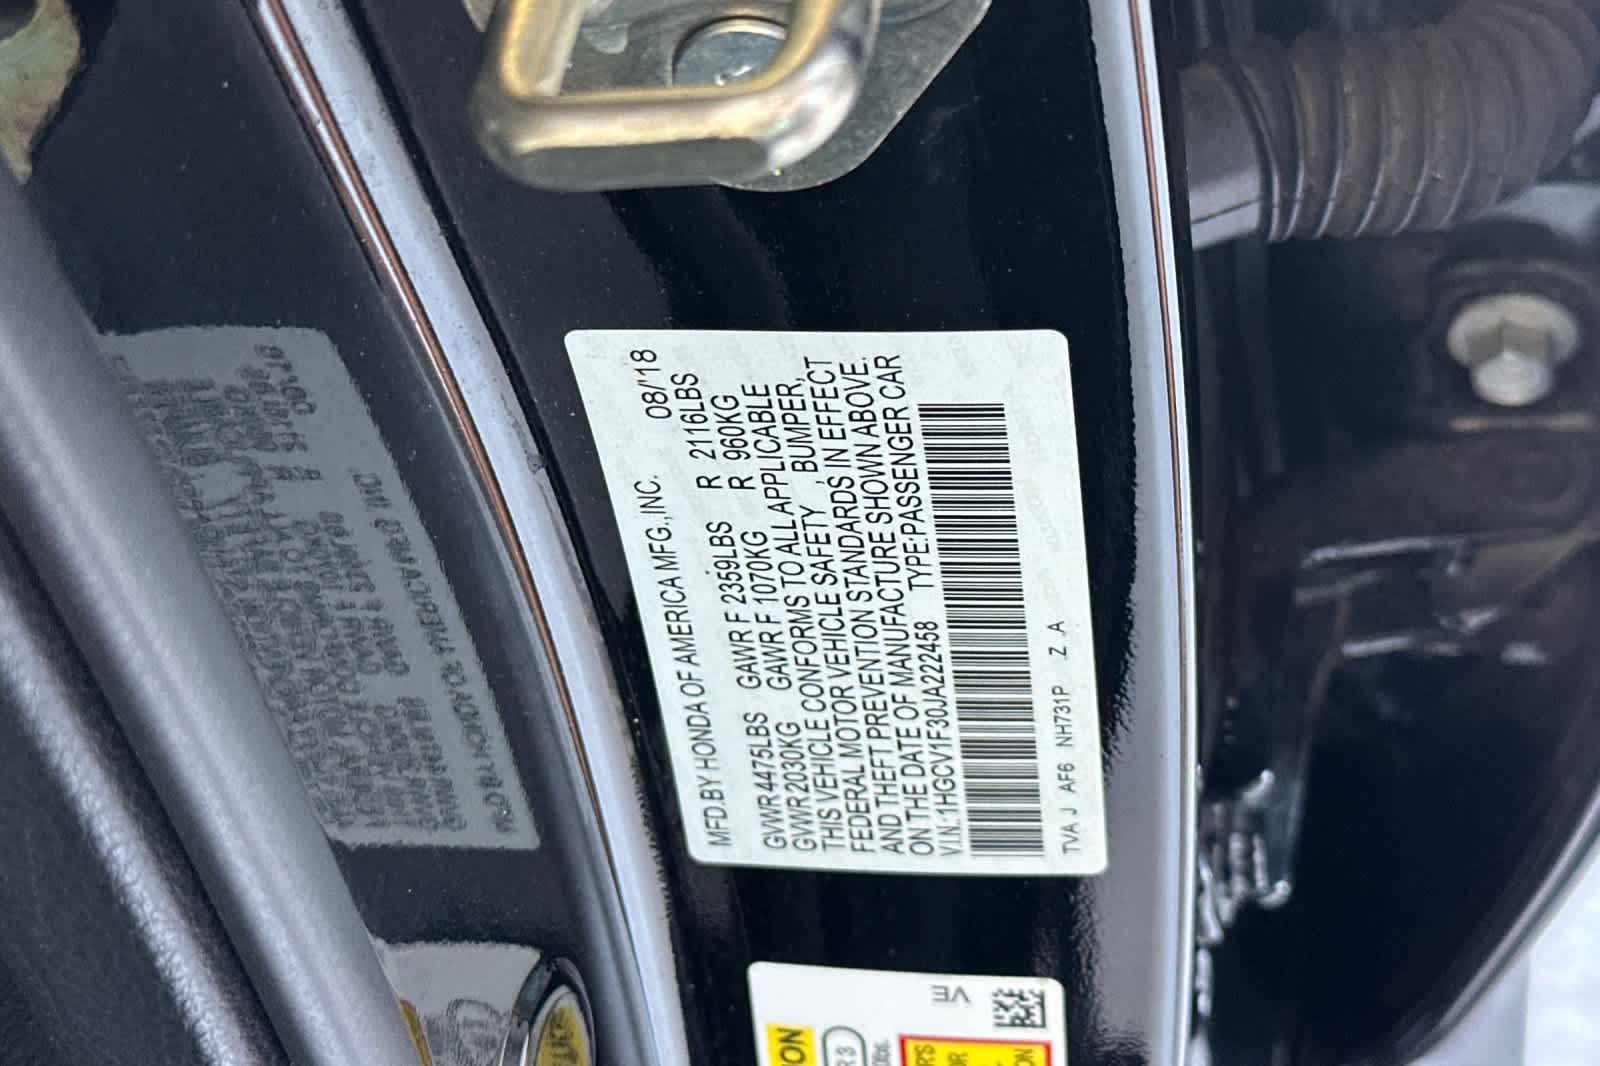 MFD.BY HONDA OF AMERICA MFG.,INC. 08/'18
GVWR4475LBS GAWR F 2359LBS R 2116LBS
GVWR2030KG GAWR F 1070KG R 960KG
THIS VEHICLE CONFORMS TO ALL APPLICABLE
FEDERAL MOTOR VEHICLE SAFETY , BUMPER,
AND THEFT PREVENTION STANDARDS IN EFFECT
ON THE DATE OF MANUFACTURE SHOWN ABOVE.
V.I.N.:1HGCV1F30JA222458 TYPE:PASSENGER CAR
TVA J AF6 NH731P .Z .A
VE